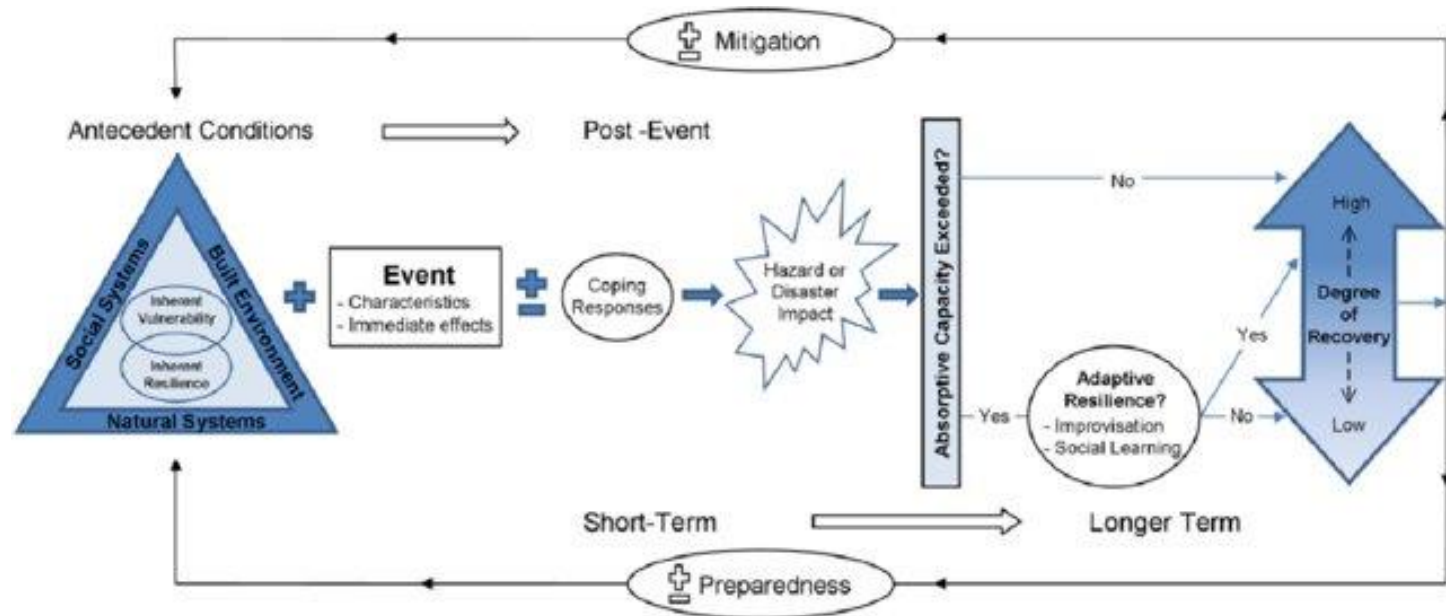 Mitigation
Antecedent Conditions
Post -Event
Social Systems
Built Environment
Natural Systems
Inherent
Vulnerability
Inherent
Resilience
Event
- Characteristics
- Immediate effects
Coping
Responses
Hazard or
Disaster
Impact
Absorptive Capacity Exceeded?
No
Yes
Adaptive
Resilience?
- Improvisation
- Social Learning
Yes
No
High
Degree
of
Recovery
Low
Short-Term
Longer Term
Preparedness